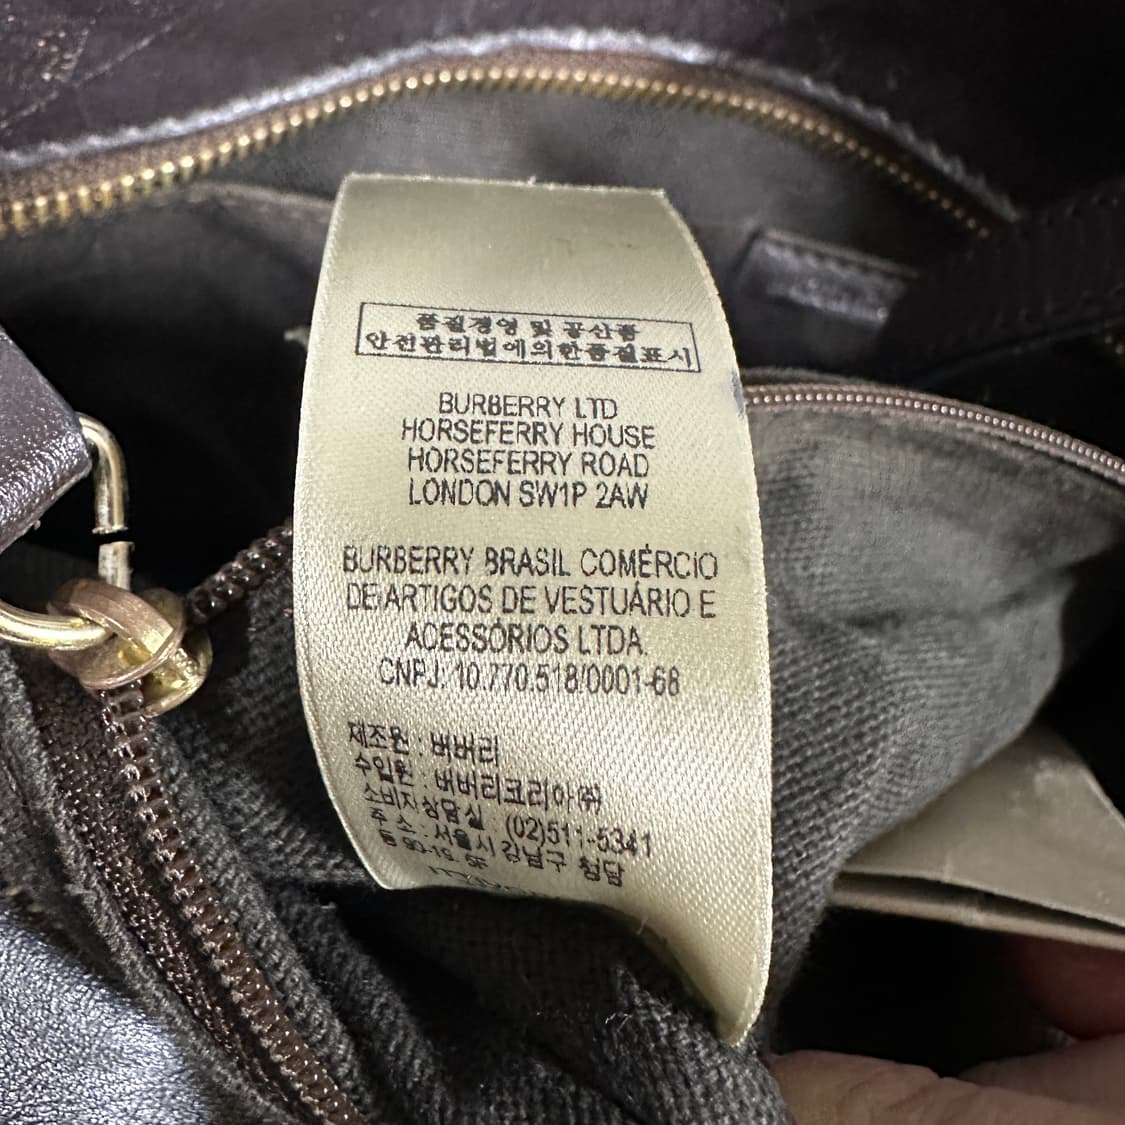 품질경영 및 공산품
안전관리법에의한품질표시
BURBERRY LTD
HORSEFERRY HOUSE
HORSEFERRY ROAD
LONDON SW1P 2AW
BURBERRY BRASIL COMÉRCIO
DE ARTIGOS DE VESTUÁRIO E
ACESSÓRIOS LTDA.
CNPJ: 10.770.518/0001-68
제조원 : 버버리
수입원 : 버버리코리아㈜
소비자상담실 (02)511-5341
주소 : 서울시 강남구 청담
동